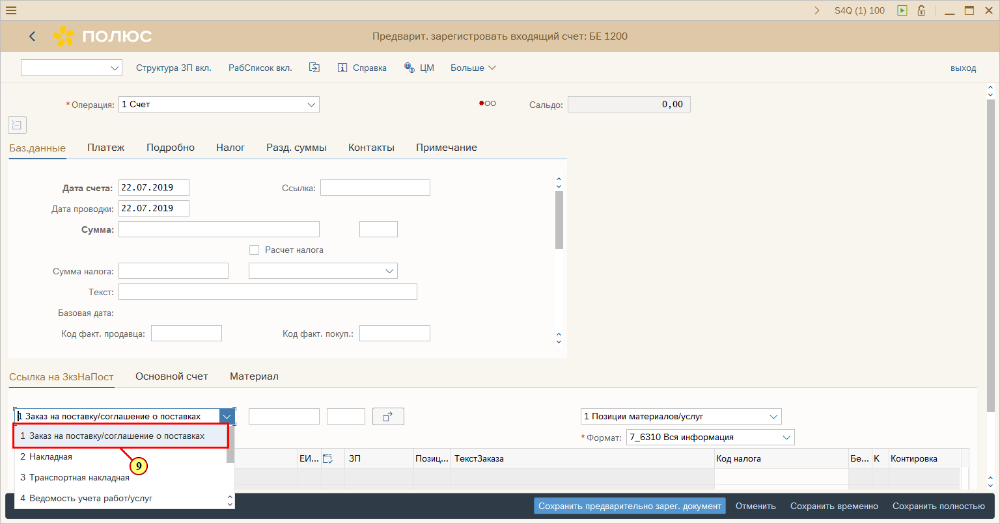 S4Q (1) 100
ПОЛЮС
Предварит. зарегистровать входящий счет: БЕ 1200
Структура ЗП вкл. РабСписок вкл. Справка ЦМ Больше выход
* Операция: 1 Счет Сальдо: 0,00
Баз.данные Платеж Подробно Налог Разд. суммы Контакты Примечание
Дата счета: 22.07.2019 Ссылка:
Дата проводки: 22.07.2019
Сумма:
Расчет налога
Сумма налога:
Текст:
Базовая дата:
Код факт. продавца: Код факт. покуп.:
Ссылка на ЗкзНаПост Основной счет Материал
1 Заказ на поставку/соглашение о поставках 1 Позиции материалов/услуг
1 Заказ на поставку/соглашение о поставках * Формат: 7_6310 Вся информация
2 Накладная ЕИ... ЗП Позиц... ТекстЗаказа Код налога Бе... К Контировка
9
3 Транспортная накладная
4 Ведомость учета работ/услуг
Сохранить предварительно зарег. документ Отменить Сохранить временно Сохранить полностью